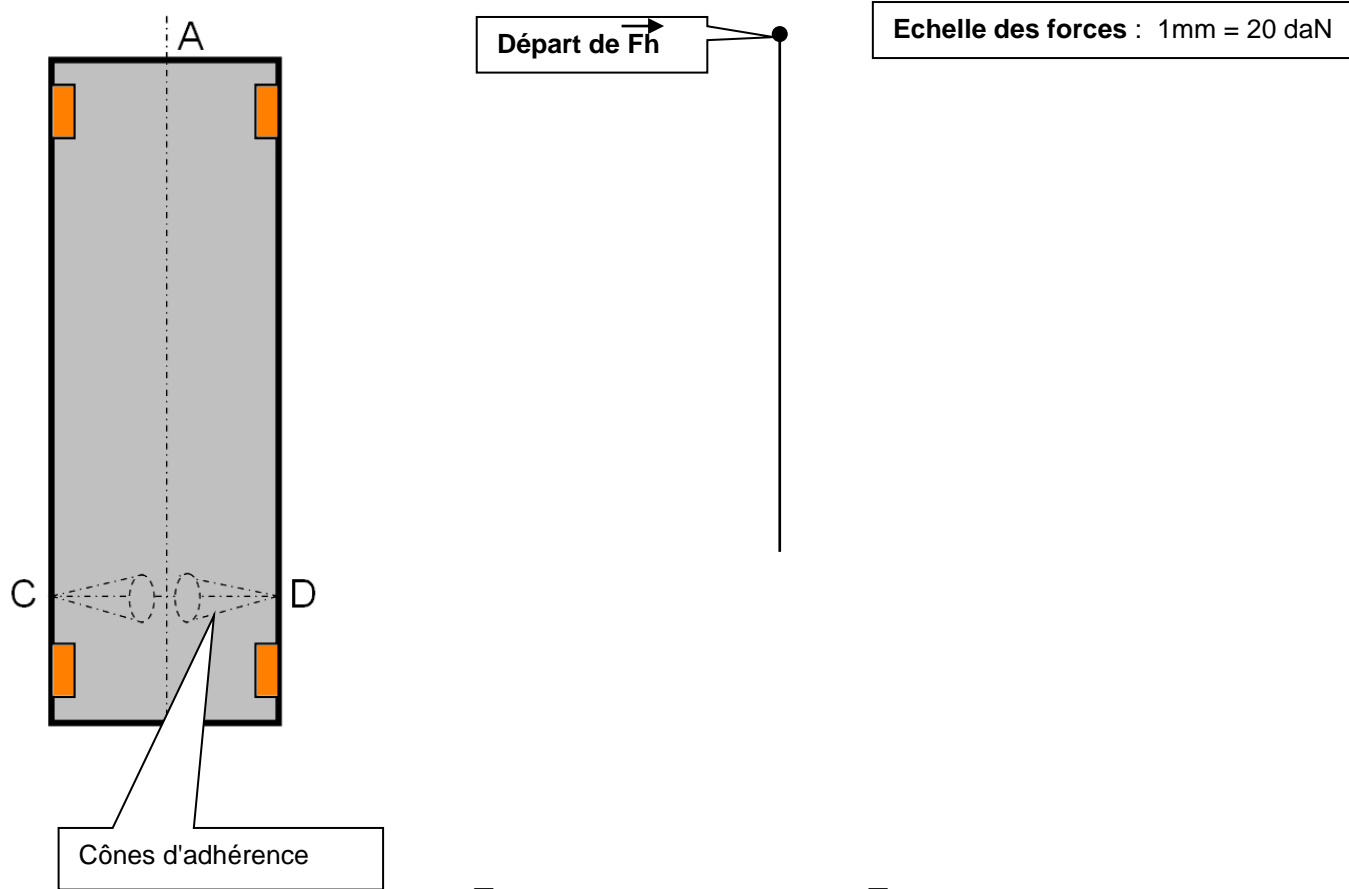 A
Départ de Fh
Echelle des forces : 1mm = 20 daN
C
D
Cônes d'adhérence